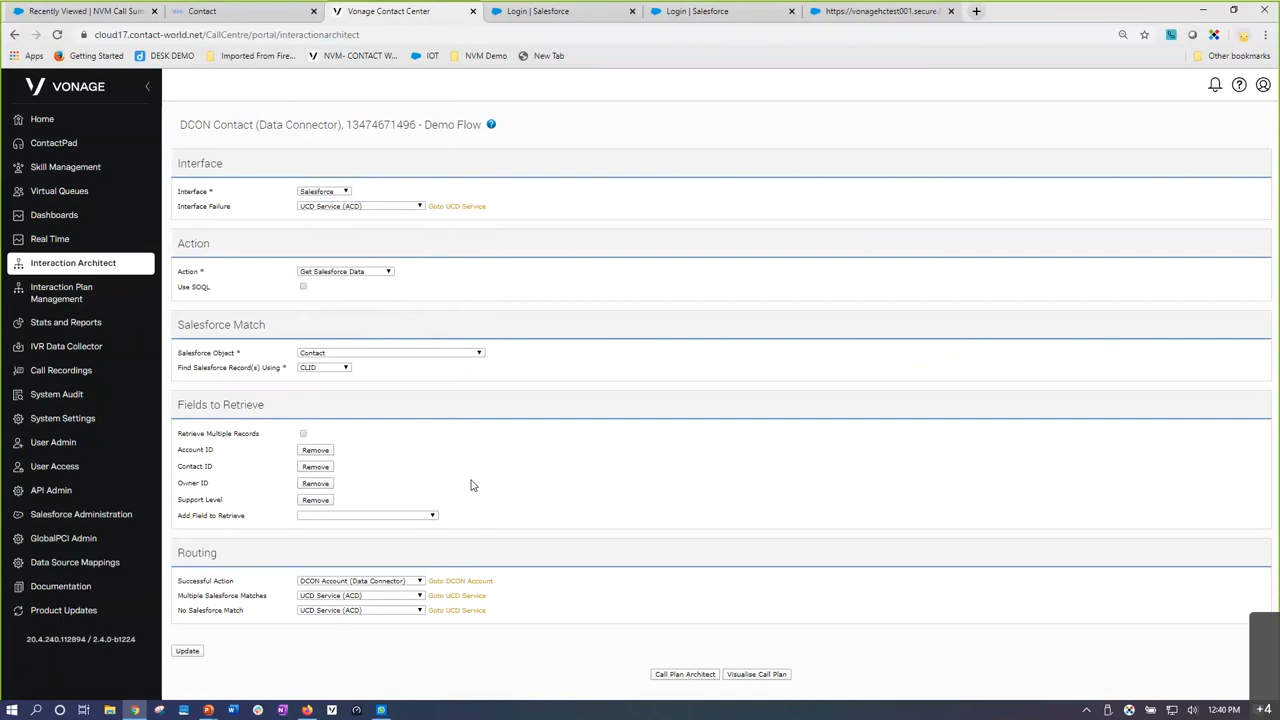 Recently Viewed | NVM Call Sum
Contact
Vonage Contact Center
Login | Salesforce
Login | Salesforce
https://vonagehctest001.secure.f
cloud17.contact-world.net/CallCentre/portal/interactionarchitect
Apps
Getting Started
DESK DEMO
Imported From Fire...
NVM- CONTACT W...
IOT
NVM Demo
New Tab
Other bookmarks
VONAGE
Home
ContactPad
Skill Management
Virtual Queues
Dashboards
Real Time
Interaction Architect
Interaction Plan
Management
Stats and Reports
IVR Data Collector
Call Recordings
System Audit
System Settings
User Admin
User Access
API Admin
Salesforce Administration
GlobalPCI Admin
Data Source Mappings
Documentation
Product Updates
20.4.240.112894 / 2.4.0-b1224
DCON Contact (Data Connector), 13474671496 - Demo Flow
Interface
Interface * Salesforce
Interface Failure UCD Service (ACD) Goto UCD Service
Action
Action * Get Salesforce Data
Use SOQL
Salesforce Match
Salesforce Object * Contact
Find Salesforce Record(s) Using * CLID
Fields to Retrieve
Retrieve Multiple Records
Account ID Remove
Contact ID Remove
Owner ID Remove
Support Level Remove
Add Field to Retrieve
Routing
Successful Action DCON Account (Data Connector) Goto DCON Account
Multiple Salesforce Matches UCD Service (ACD) Goto UCD Service
No Salesforce Match UCD Service (ACD) Goto UCD Service
Update
Call Plan Architect Visualise Call Plan
12:40 PM
+4